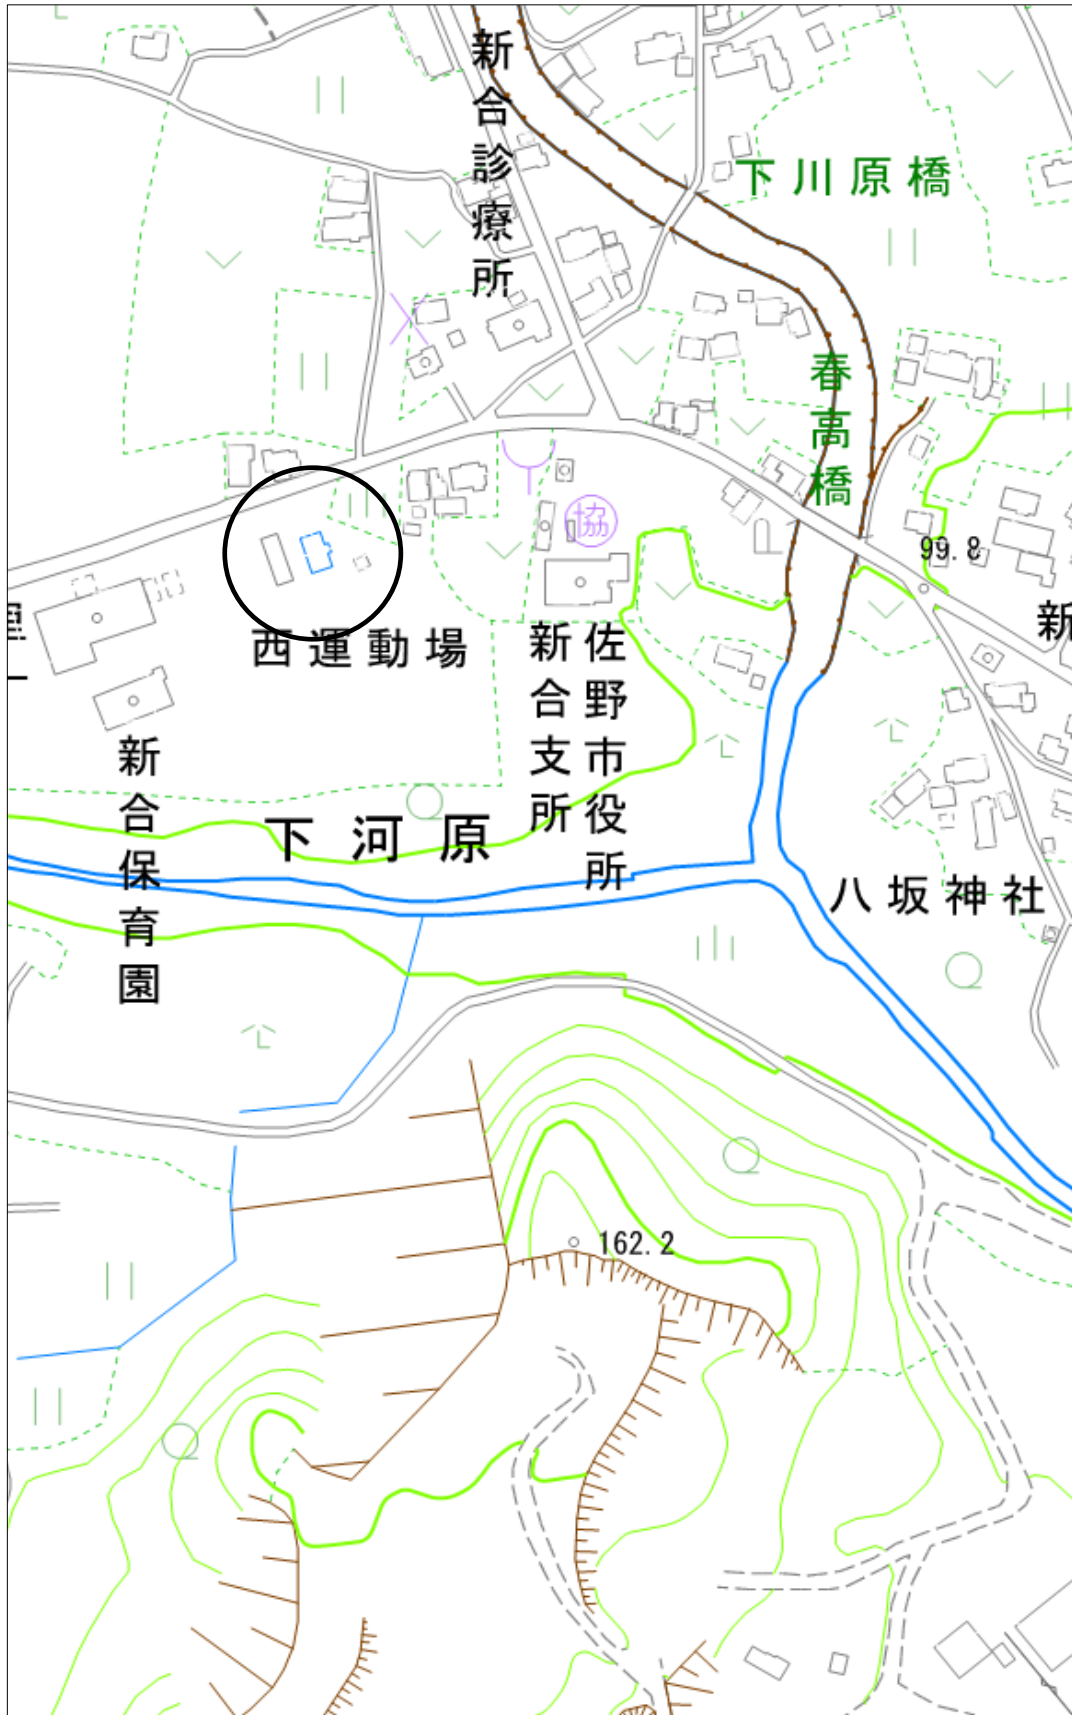 新合診療所
下川原橋
春高橋
協
99.8
新
西運動場
佐野市役所
新合支所
新合保育園
下河原
八坂神社
162.2